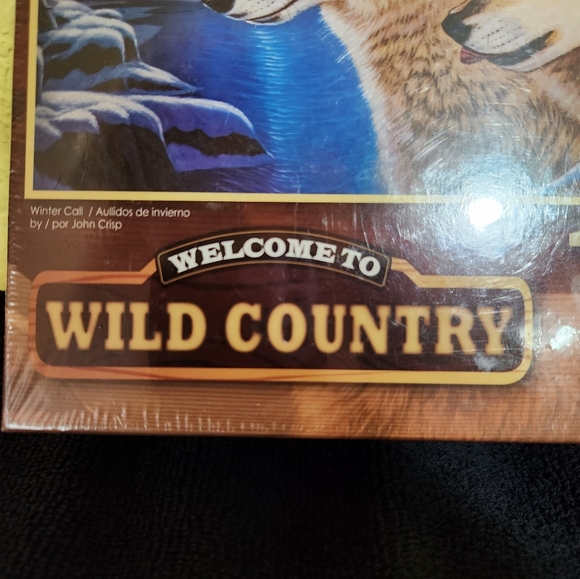 Winter Call / Aullidos de invierno
by / por John Crisp
WELCOME TO
WILD COUNTRY